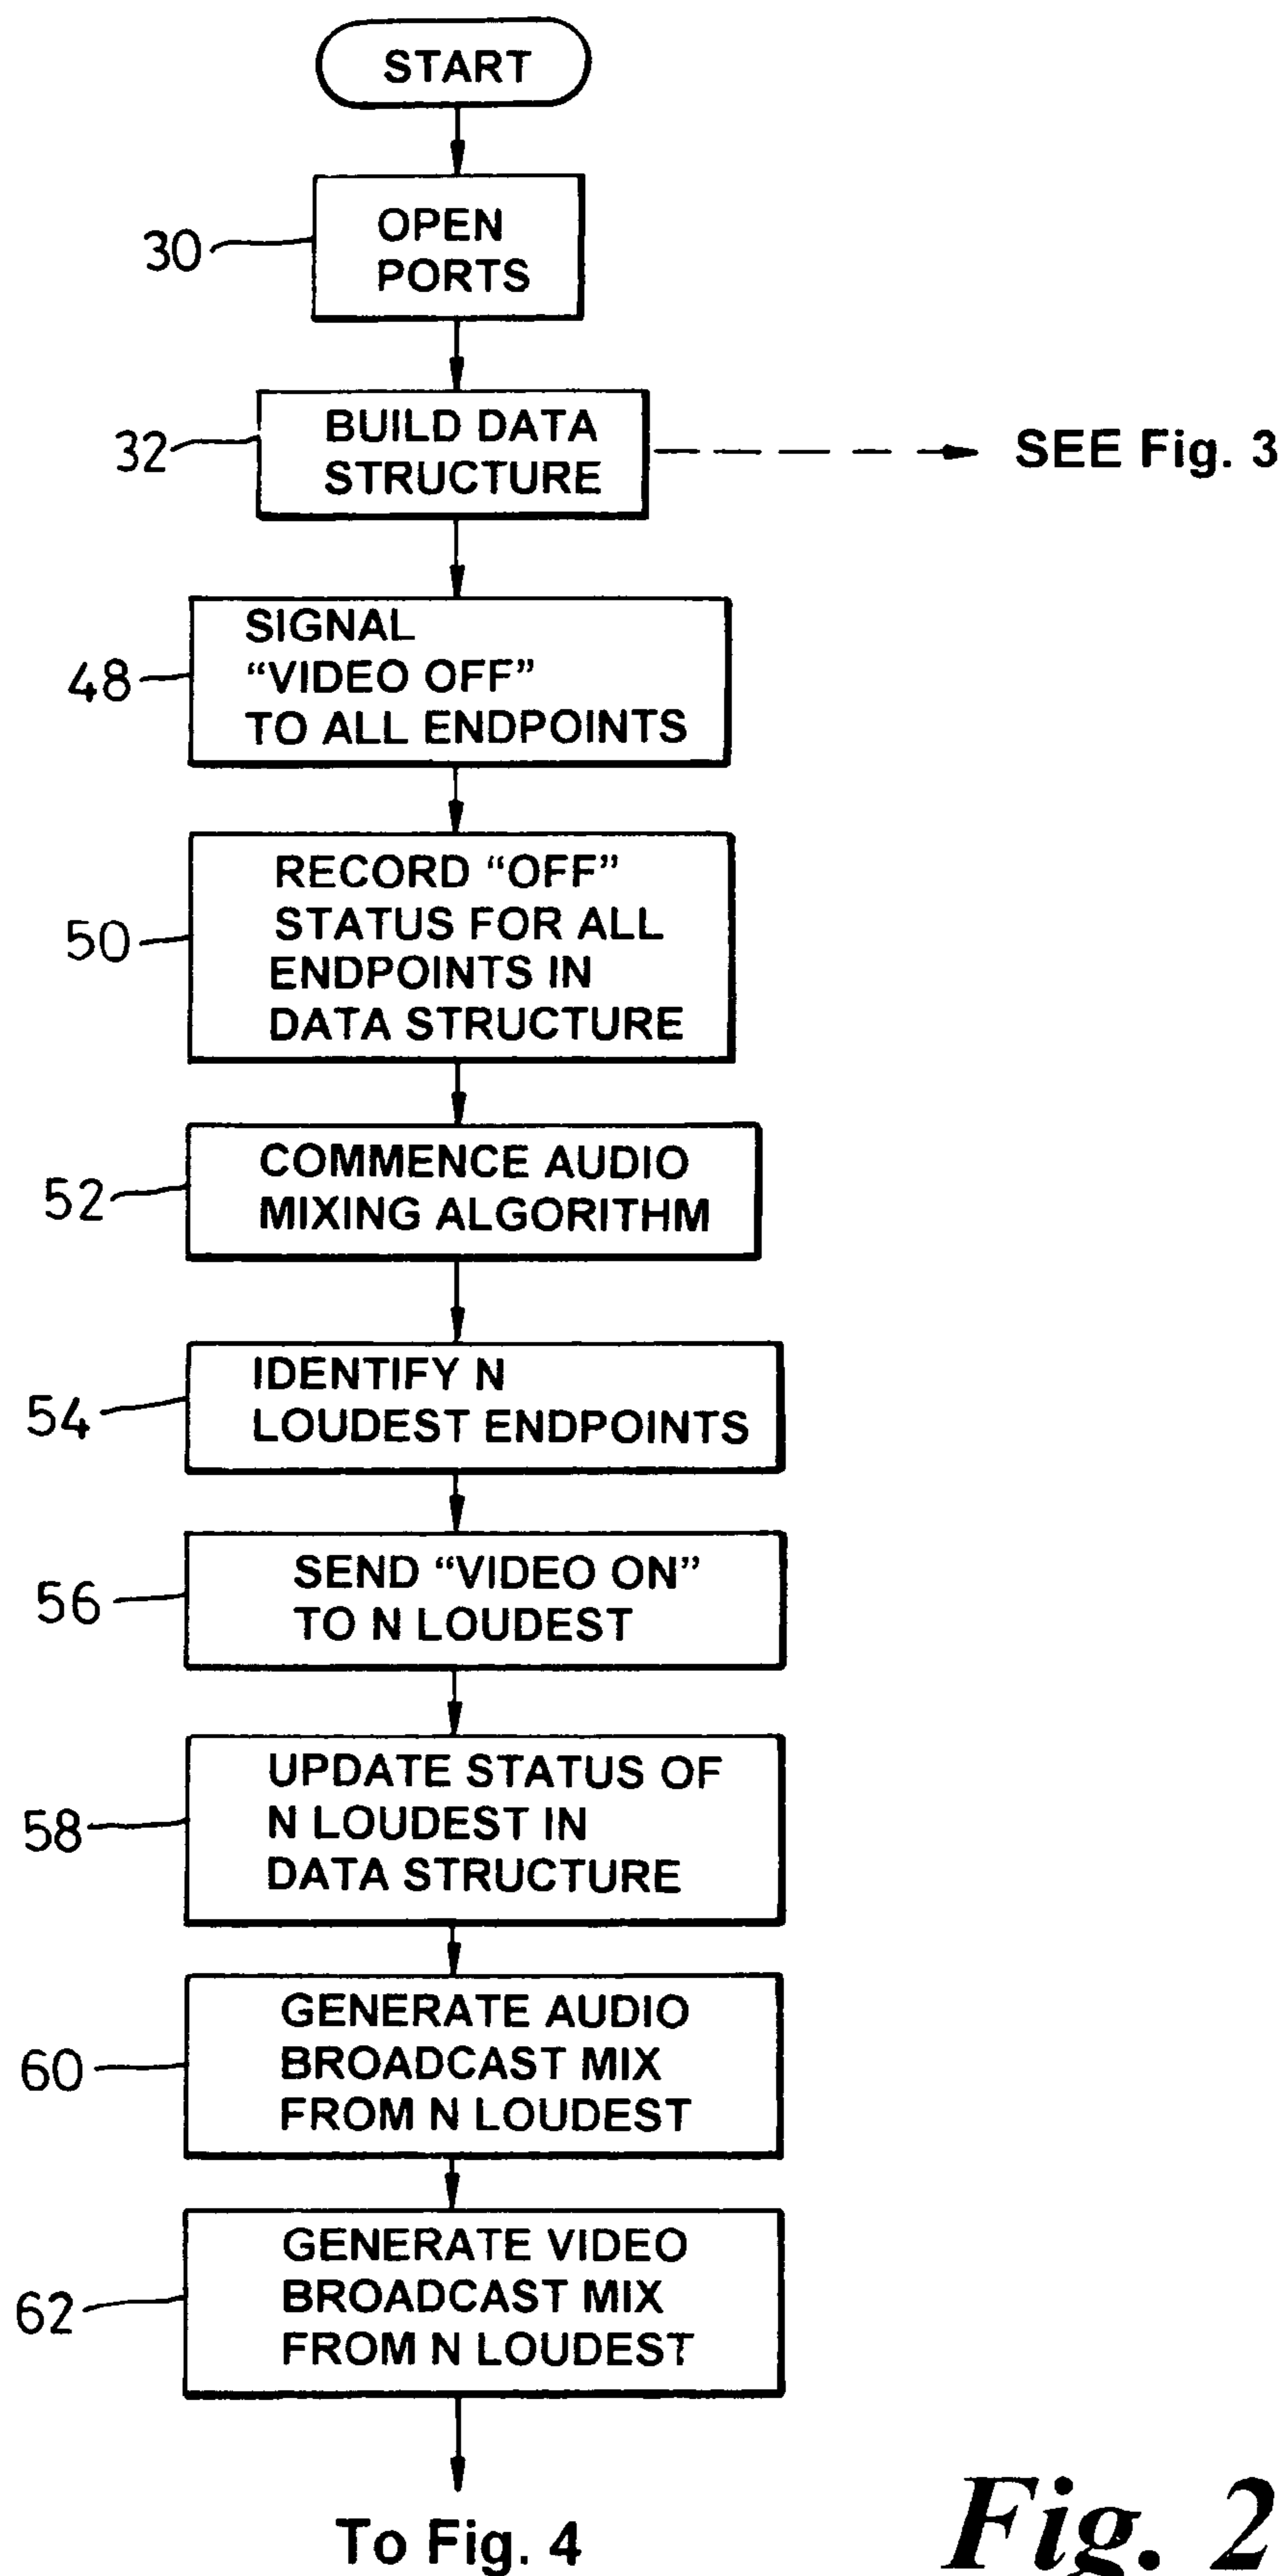 START
30
OPEN
PORTS
32
BUILD DATA
STRUCTURE
SEE Fig. 3
48
SIGNAL
“VIDEO OFF”
TO ALL ENDPOINTS
50
RECORD “OFF”
STATUS FOR ALL
ENDPOINTS IN
DATA STRUCTURE
52
COMMENCE AUDIO
MIXING ALGORITHM
54
IDENTIFY N
LOUDEST ENDPOINTS
56
SEND “VIDEO ON”
TO N LOUDEST
58
UPDATE STATUS OF
N LOUDEST IN
DATA STRUCTURE
60
GENERATE AUDIO
BROADCAST MIX
FROM N LOUDEST
62
GENERATE VIDEO
BROADCAST MIX
FROM N LOUDEST
To Fig. 4
Fig. 2